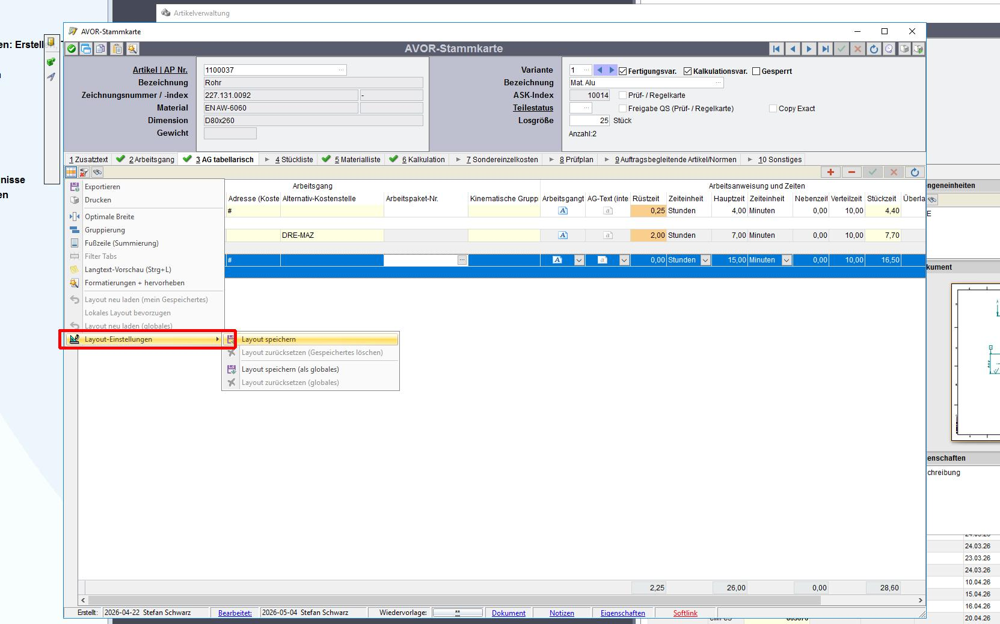 Artikelverwaltung
AVOR-Stammkarte
AVOR-Stammkarte
en: Erstell
nisse
en
Artikel | AP Nr. 1100037
Bezeichnung Rohr
Zeichnungsnummer / -index 227.131.0092 -
Material EN AW-6060
Dimension D80x260
Gewicht
Variante 1 Fertigungsvar. Kalkulationsvar. Gesperrt
Bezeichnung Mat. Alu
ASK-Index 10014 Prüf- / Regelkarte
Teilestatus Freigabe QS (Prüf- / Regelkarte) Copy Exact
Losgröße 25 Stück
Anzahl:2
1 Zusatztext 2 Arbeitsgang 3 AG tabellarisch 4 Stückliste 5 Materialliste 6 Kalkulation 7 Sondereinzelkosten 8 Prüfplan 9 Auftragsbegleitende Artikel/Normen 10 Sonstiges
Arbeitsgang Arbeitsanweisung und Zeiten
Adresse (Koste Alternativ-Kostenstelle Arbeitspaket-Nr. Kinematische Grupp Arbeitsgangt AG-Text (inte Rüstzeit Zeiteinheit Hauptzeit Zeiteinheit Nebenzeit Verteilzeit Stückzeit Überla
# A a 0,25 Stunden 4,00 Minuten 0,00 10,00 4,40
DRE-MAZ A a 2,00 Stunden 7,00 Minuten 0,00 10,00 7,70
# ... A a 0,00 Stunden 15,00 Minuten 0,00 10,00 16,50
Exportieren
Drucken
Optimale Breite
Gruppierung
Fußzeile (Summierung)
Filter Tabs
Langtext-Vorschau (Strg+L)
Formatierungen + hervorheben
Layout neu laden (mein Gespeichertes)
Lokales Layout bevorzugen
Layout neu laden (globales)
Layout-Einstellungen
Layout speichern
Layout zurücksetzen (Gespeichertes löschen)
Layout speichern (als globales)
Layout zurücksetzen (globales)
2,25 26,00 0,00 28,60
Erstellt: 2026-04-22 Stefan Schwarz Bearbeitet: 2026-05-04 Stefan Schwarz Wiedervorlage: ** Dokument Notizen Eigenschaften Softlink
ngeneinheiten
E
kument
enschaften
chreibung
24.03.26
24.03.26
23.03.26
24.03.26
10.04.26
15.04.26
16.04.26
20.04.26